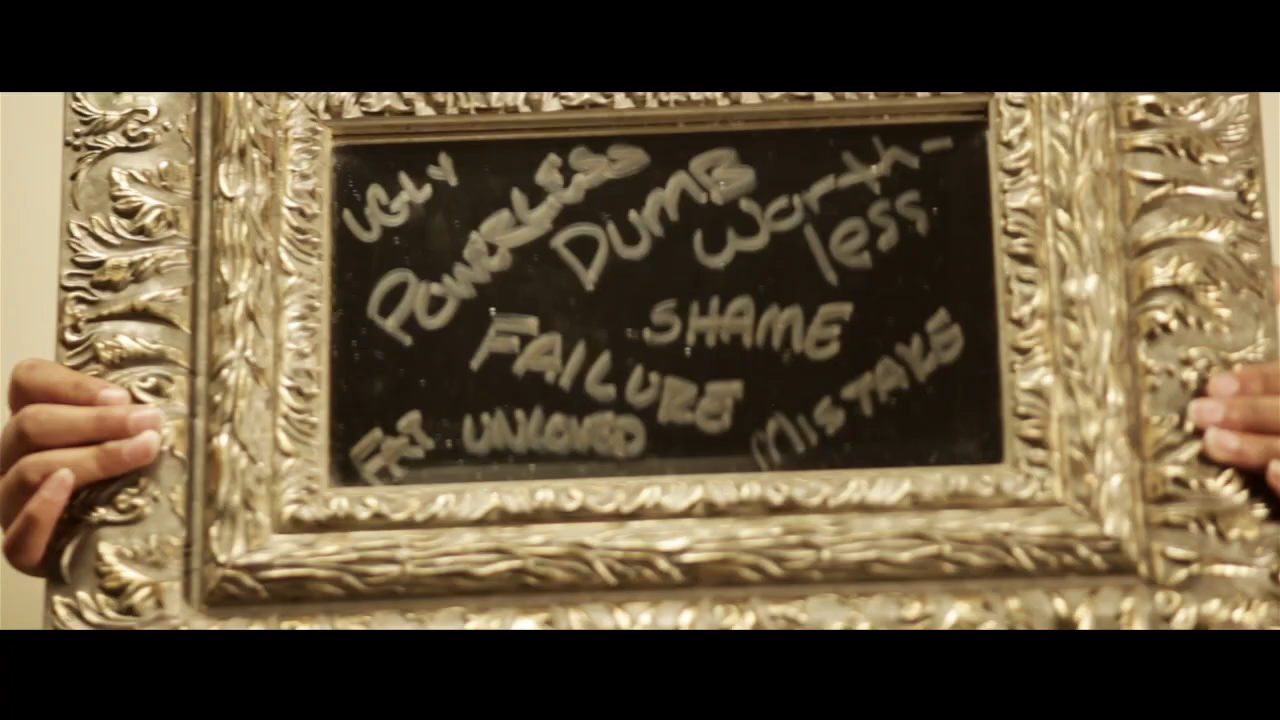 UGLY
POWERLESS
DUMB
Worth-
less
SHAME
FAILURE
MISTAKE
FAT
UNLOVED